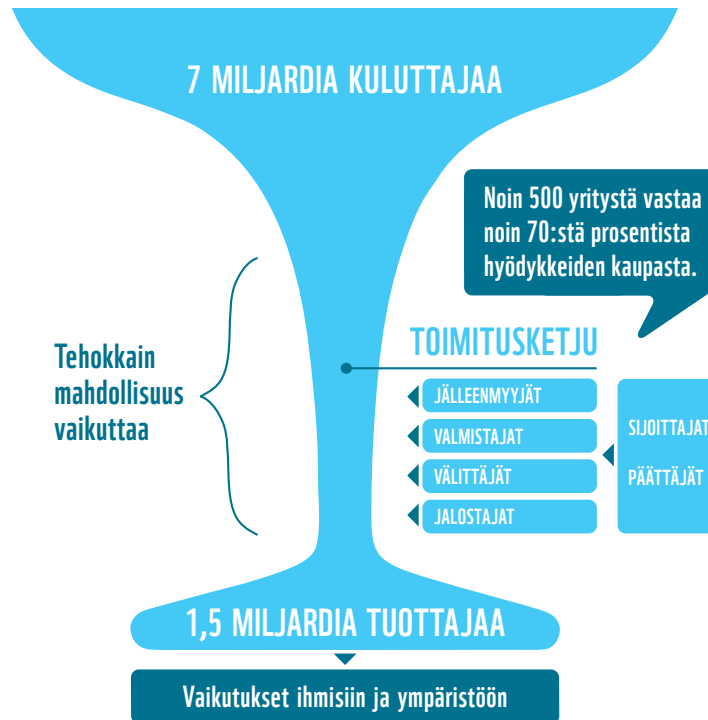 7 MILJARDIA KULUTTAJAA
Noin 500 yritystä vastaa
noin 70:stä prosentista
hyödykkeiden kaupasta.
Tehokkain
mahdollisuus
vaikuttaa
TOIMITUSKETJU
JÄLLEENMYYJÄT
VALMISTAJAT
VÄLITTÄJÄT
JALOSTAJAT
SIJOITTAJAT
PÄÄTTÄJÄT
1,5 MILJARDIA TUOTTAJAA
Vaikutukset ihmisiin ja ympäristöön